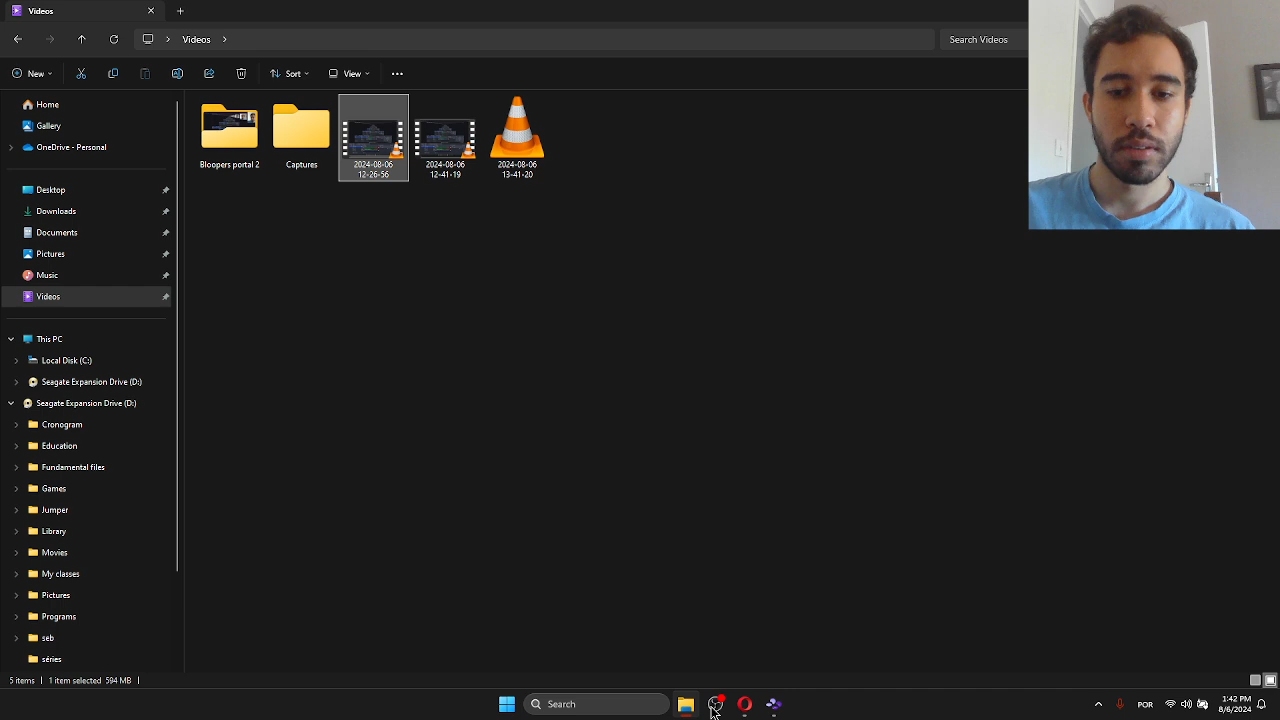 Videos
Videos
Search Videos
New
Sort
View
Home
Gallery
OneDrive - Personal
Desktop
Downloads
Documents
Pictures
Music
Videos
This PC
Local Disk (C:)
Seagate Expansion Drive (D:)
Seagate Expansion Drive (D:)
Cronogram
Education
Fundamental files
Games
Jumper
Library
Movies
My classes
Pictures
Programs
seb
séries
Bloopers portal 2
Captures
2024-08-06
12-26-56
2024-08-06
12-41-19
2024-08-06
13-41-20
5 items
1 item selected 594 MB
Search
POR
1:42 PM
8/6/2024